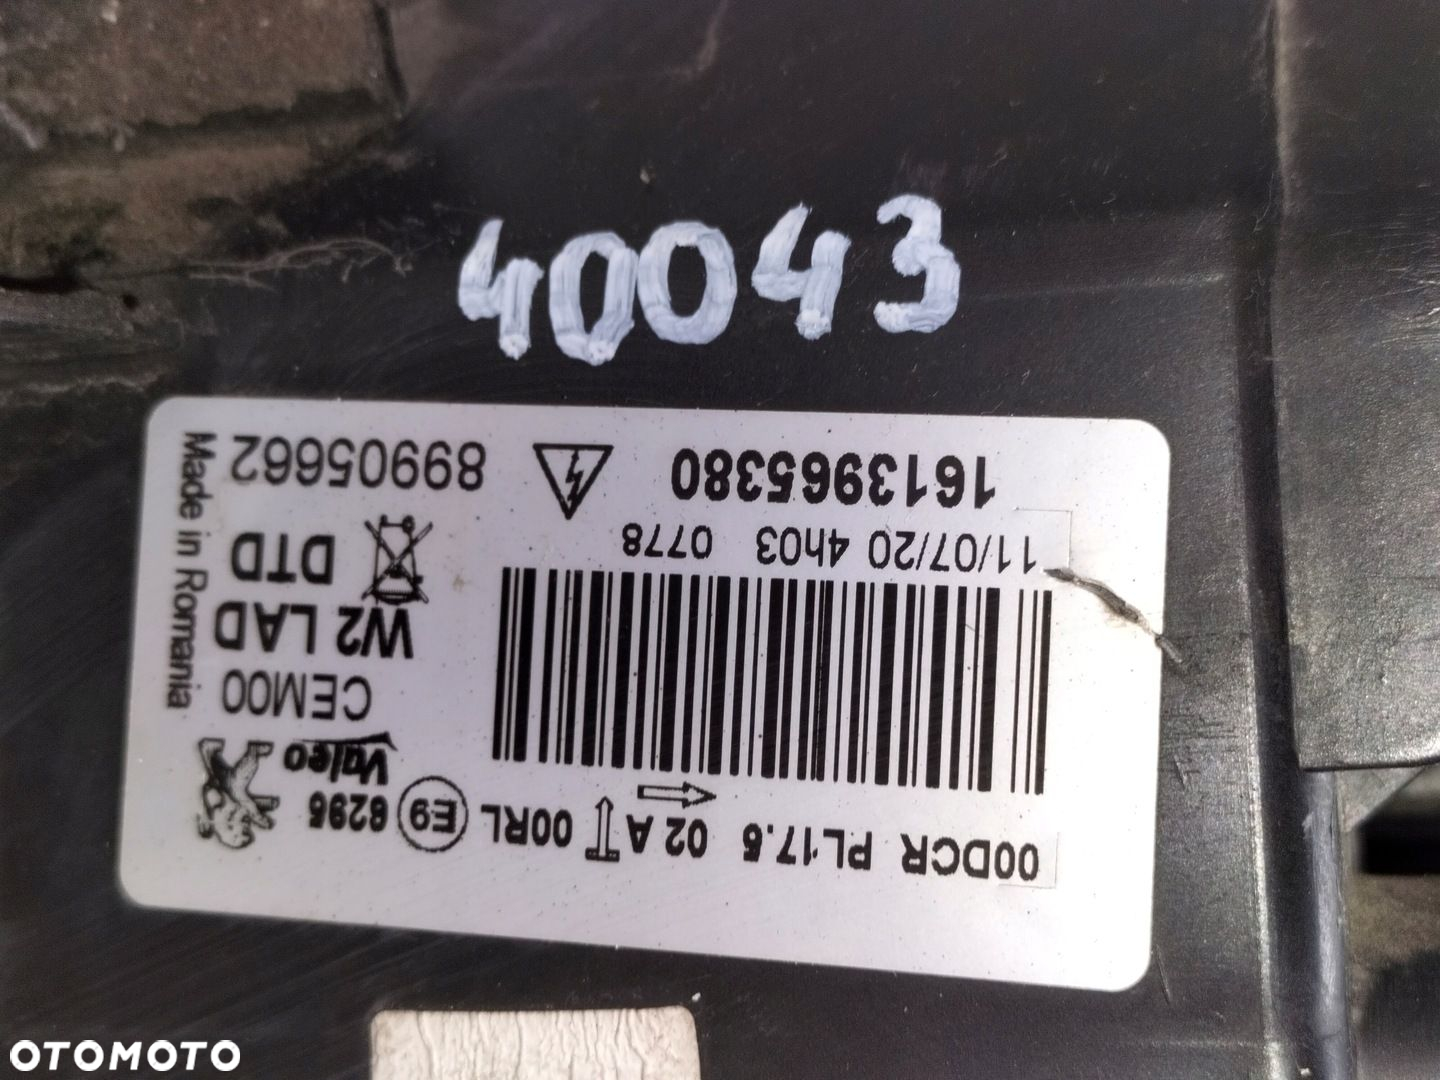 40043
00DCR PL17.5 02 A 00RL E9 6295
Valeo
CEM00
W2 LAD
DTD
11/07/20 4h03 0778
1613965380
89905662
Made in Romania
OTOMOTO